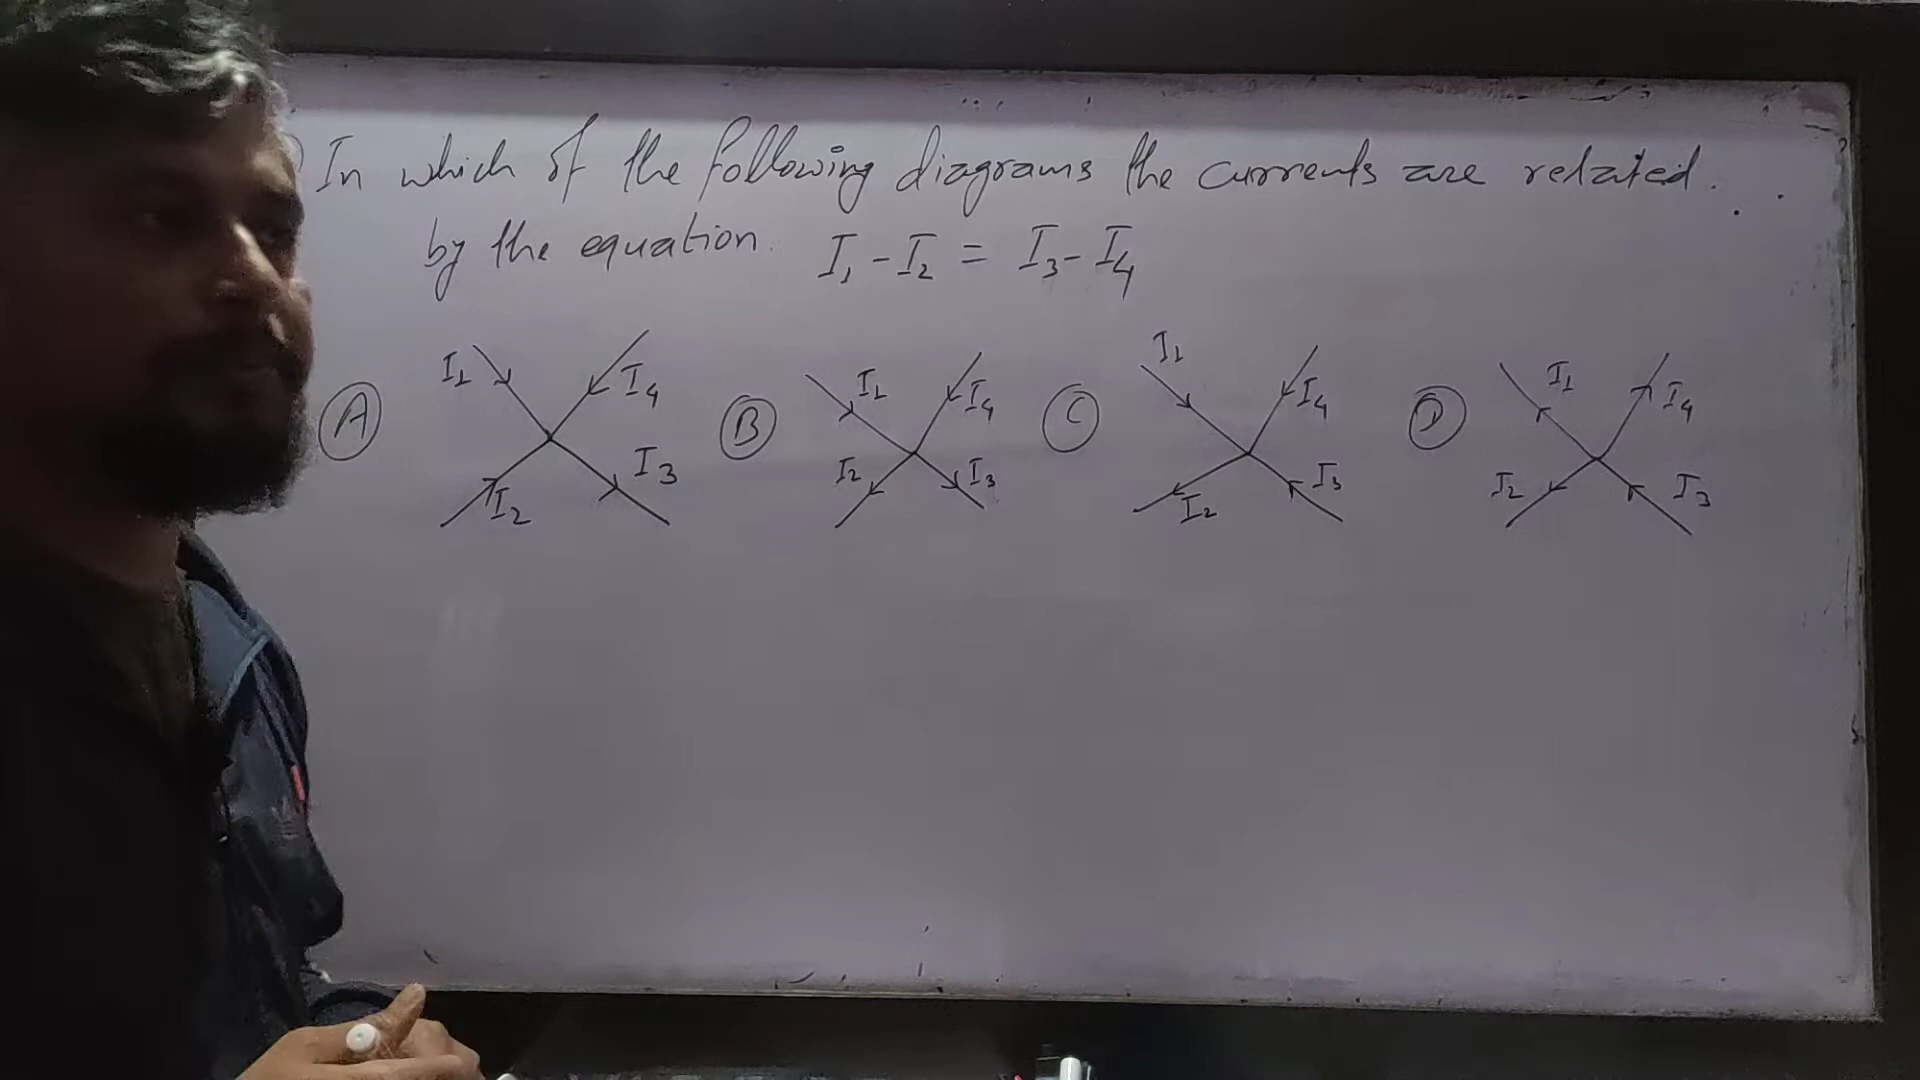 In which of the following diagrams the currents are related.
by the equation. I₁ - I₂ = I₃ - I₄
A I₁ I₄ I₂ I₃
B I₁ I₄ I₂ I₃
C I₁ I₄ I₂ I₃
D I₁ I₄ I₂ I₃